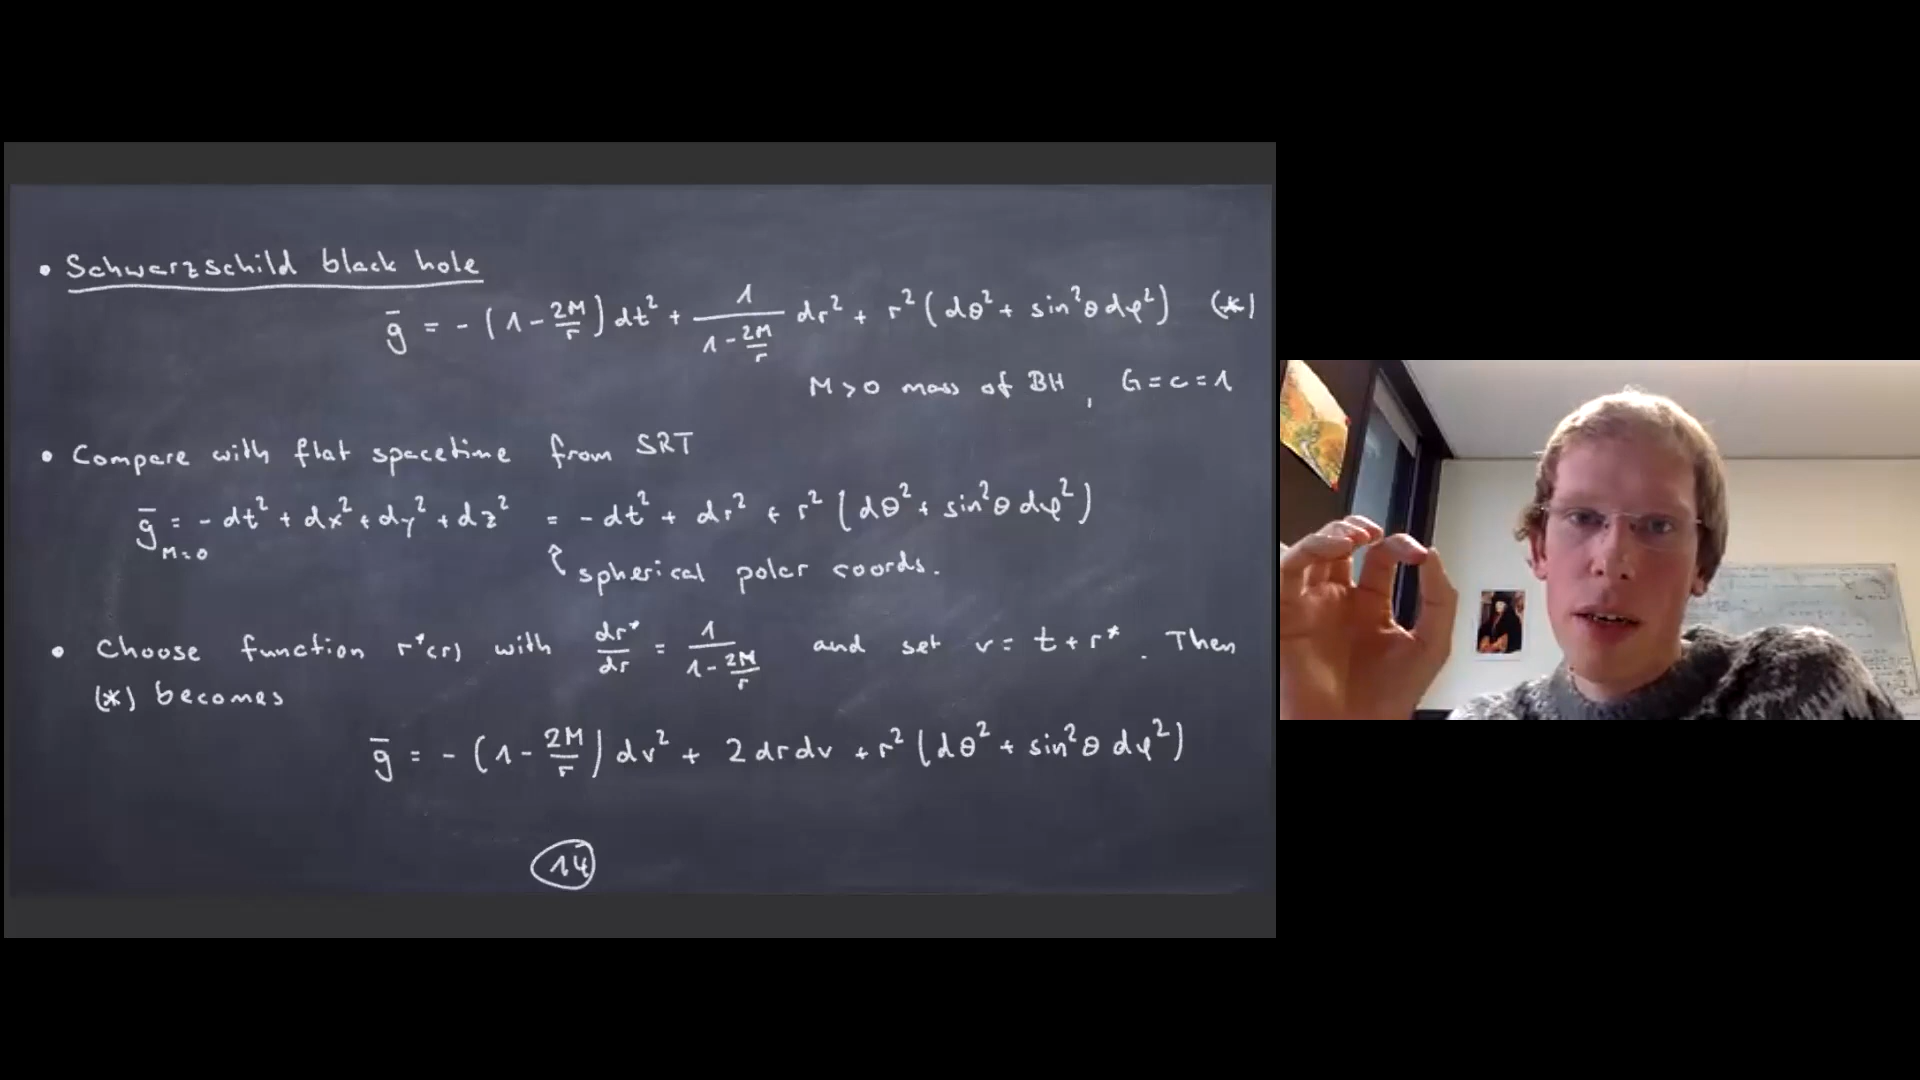 • Schwarzschild black hole
ḡ = - (1 - 2M/r) dt² + 1/(1 - 2M/r) dr² + r² (dθ² + sin²θ dφ²) (*)
M > 0 mass of BH, G = c = 1
• Compare with flat spacetime from SRT
ḡ_{M=0} = - dt² + dx² + dy² + dz² = - dt² + dr² + r² (dθ² + sin²θ dφ²)
spherical polar coords.
• Choose function r*(r) with dr*/dr = 1/(1 - 2M/r) and set v = t + r*. Then
(*) becomes
ḡ = - (1 - 2M/r) dv² + 2 dr dv + r² (dθ² + sin²θ dφ²)
14